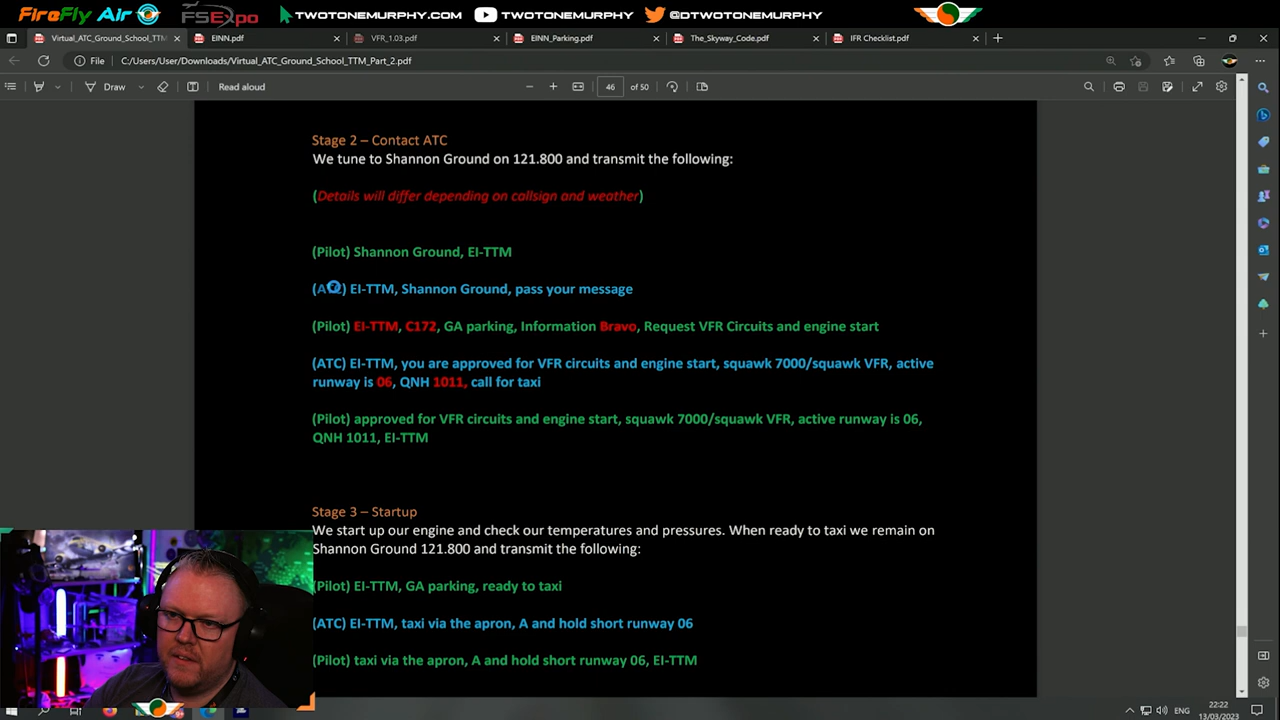 FireFly Air FSExpo TWOTONEMURPHY.COM TWOTONEMURPHY @DTWOTONEMURPHY
Virtual_ATC_Ground_School_TTM EINN.pdf VFR_1.03.pdf EINN_Parking.pdf The_Skyway_Code.pdf IFR Checklist.pdf
File C:/Users/User/Downloads/Virtual_ATC_Ground_School_TTM_Part_2.pdf
Draw Read aloud 46 of 50
Stage 2 – Contact ATC
We tune to Shannon Ground on 121.800 and transmit the following:
(Details will differ depending on callsign and weather)
(Pilot) Shannon Ground, EI-TTM
(ATC) EI-TTM, Shannon Ground, pass your message
(Pilot) EI-TTM, C172, GA parking, Information Bravo, Request VFR Circuits and engine start
(ATC) EI-TTM, you are approved for VFR circuits and engine start, squawk 7000/squawk VFR, active
runway is 06, QNH 1011, call for taxi
(Pilot) approved for VFR circuits and engine start, squawk 7000/squawk VFR, active runway is 06,
QNH 1011, EI-TTM
Stage 3 – Startup
We start up our engine and check our temperatures and pressures. When ready to taxi we remain on
Shannon Ground 121.800 and transmit the following:
(Pilot) EI-TTM, GA parking, ready to taxi
(ATC) EI-TTM, taxi via the apron, A and hold short runway 06
(Pilot) taxi via the apron, A and hold short runway 06, EI-TTM
ENG
22:22
13/03/2023